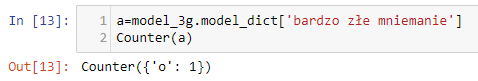 In [13]: 1 a=model_3g.model_dict['bardzo złe mniemanie']
2 Counter(a)
Out[13]: Counter({'o': 1})